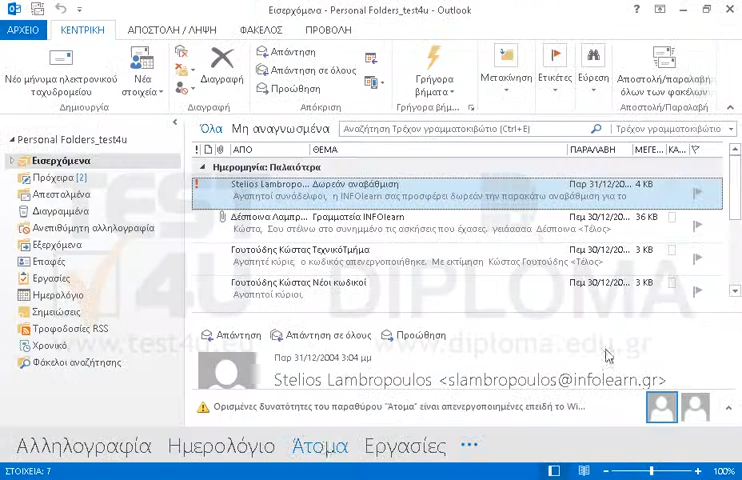 Εισερχόμενα - Personal Folders_test4u - Outlook
ΑΡΧΕΙΟ ΚΕΝΤΡΙΚΗ ΑΠΟΣΤΟΛΗ / ΛΗΨΗ ΦΑΚΕΛΟΣ ΠΡΟΒΟΛΗ
Νέο μήνυμα ηλεκτρονικού ταχυδρομείου
Νέα στοιχεία
Δημιουργία
Διαγραφή
Διαγραφή
Απάντηση
Απάντηση σε όλους
Προώθηση
Απόκριση
Γρήγορα βήματα
Γρήγορα βήμ...
Μετακίνηση
Ετικέτες
Εύρεση
Αποστολή/παραλαβή όλων των φακέλων
Αποστολή/Παραλαβή
Personal Folders_test4u
Εισερχόμενα
Πρόχειρα [2]
Απεσταλμένα
Διαγραμμένα
Ανεπιθύμητη αλληλογραφία
Εξερχόμενα
Επαφές
Εργασίες
Ημερολόγιο
Σημειώσεις
Τροφοδοσίες RSS
Χρονικό
Φάκελοι αναζήτησης
Όλα Μη αναγνωσμένα
Αναζήτηση Τρέχον γραμματοκιβώτιο (Ctrl+E) Τρέχον γραμματοκιβώτιο
ΑΠΟ ΘΕΜΑ ΠΑΡΑΛΑΒΗ ΜΕΓΕ... ΚΑ...
Ημερομηνία: Παλαιότερα
Stelios Lambropo... Δωρεάν αναβάθμιση Παρ 31/12/20... 4 KB
Αγαπητοί συνάδελφοι, η INFOlearn σας προσφέρει δωρεάν την παρακάτω αναβάθμιση για το
Δέσποινα Λαμπρ... Γραμματεία INFOlearn Πεμ 30/12/20... 36 KB
Κώστα, Σου στέλνω στο συνημμένο τις ασκήσεις που έχασες. γειάαααα Δέσποινα <Τέλος>
Γουτούδης Κώστας Τεχνικό Τμήμα Πεμ 30/12/20... 3 KB
Αγαπητέ κύριε, ο κωδικός απενεργοποιήθηκε. Με εκτίμηση Κώστας Γουτούδης <Τέλος>
Γουτούδης Κώστας Νέοι κωδικοί Πεμ 30/12/20... 3 KB
Αγαπητοί κύριοι,
Απάντηση Απάντηση σε όλους Προώθηση
Παρ 31/12/2004 3:04 μμ
Stelios Lambropoulos <slambropoulos@infolearn.gr>
Ορισμένες δυνατότητες του παραθύρου "Άτομα" είναι απενεργοποιημένες επειδή το Wi...
Αλληλογραφία Ημερολόγιο Άτομα Εργασίες ...
ΣΤΟΙΧΕΙΑ: 7 100%
TEST4U DIPLOMA
www.test4u.eu www.diploma.edu.gr